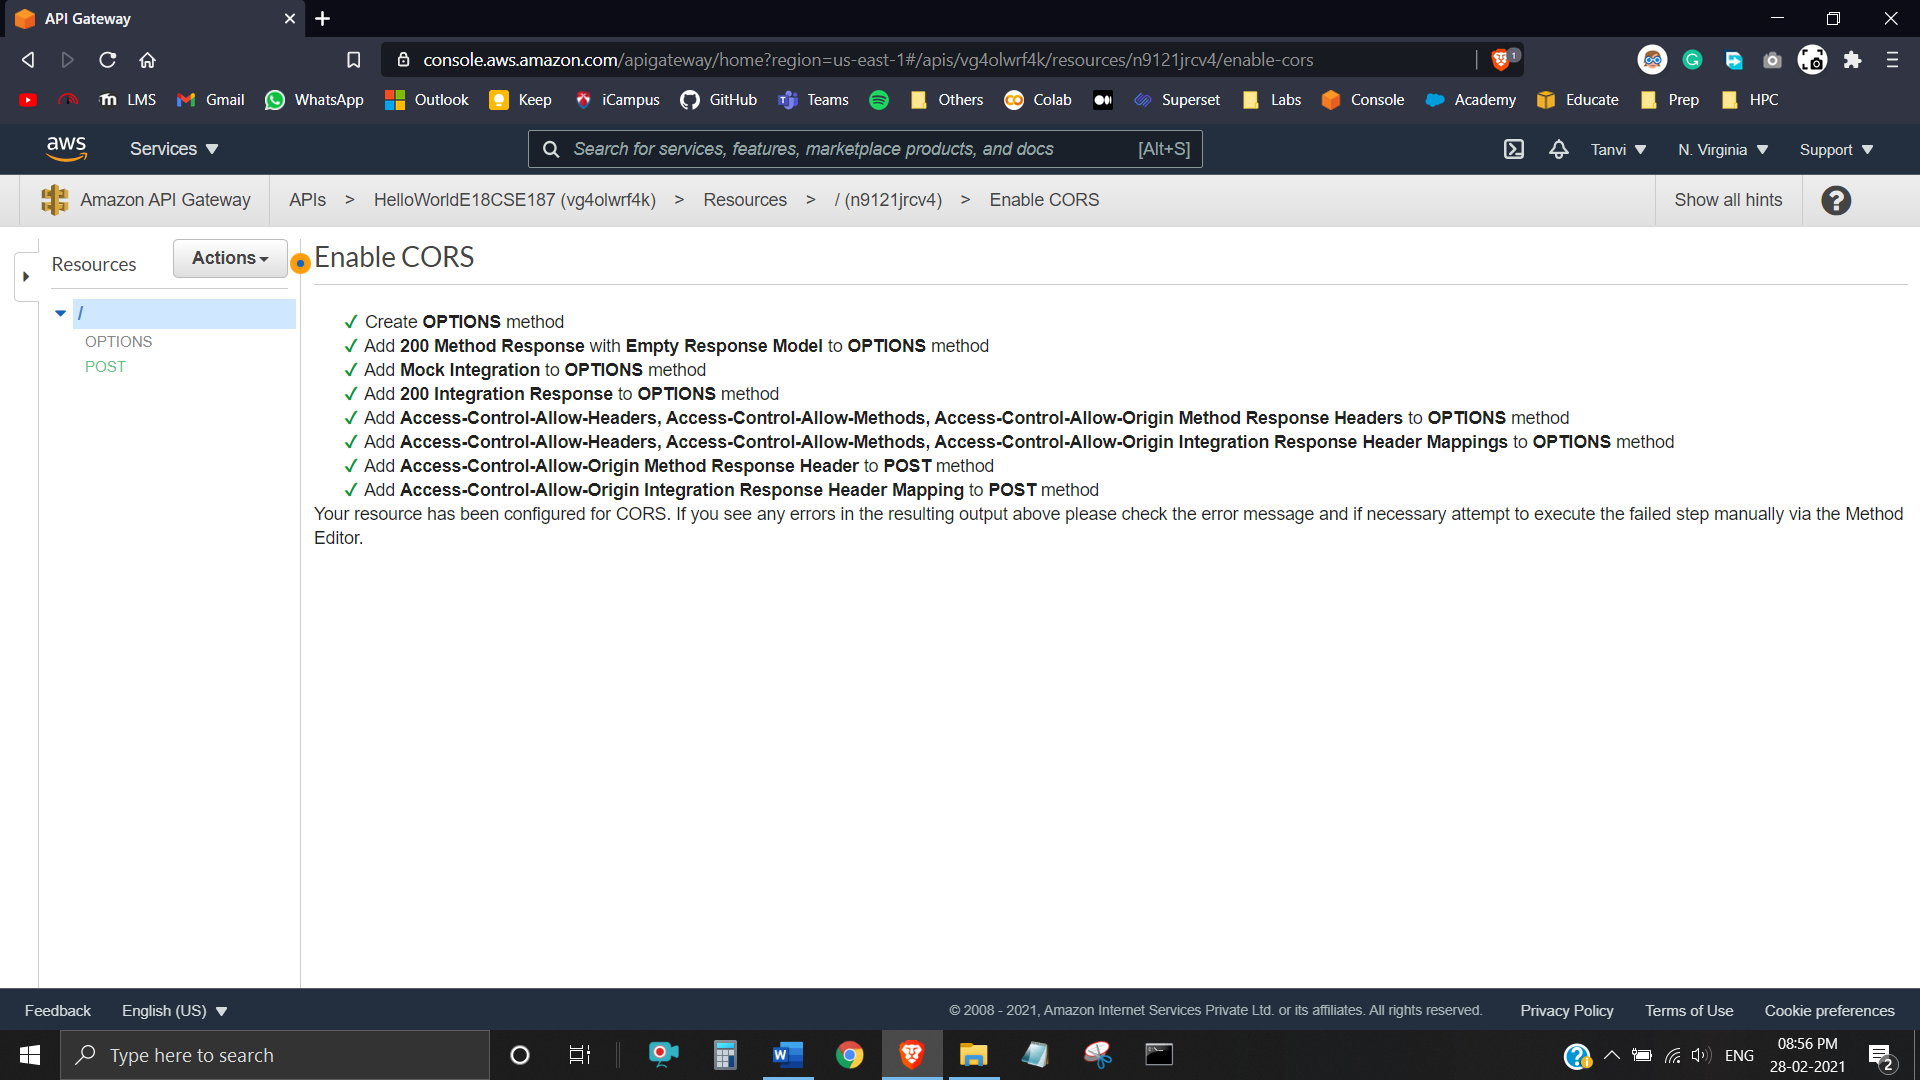 API Gateway
console.aws.amazon.com/apigateway/home?region=us-east-1#/apis/vg4olwrf4k/resources/n9121jrcv4/enable-cors
1
LMS Gmail WhatsApp Outlook Keep iCampus GitHub Teams Others Colab Superset Labs Console Academy Educate Prep HPC
aws Services Search for services, features, marketplace products, and docs [Alt+S] Tanvi N. Virginia Support
Amazon API Gateway APIs > HelloWorldE18CSE187 (vg4olwrf4k) > Resources > / (n9121jrcv4) > Enable CORS Show all hints ?
Resources Actions Enable CORS
/
OPTIONS
POST
✓ Create OPTIONS method
✓ Add 200 Method Response with Empty Response Model to OPTIONS method
✓ Add Mock Integration to OPTIONS method
✓ Add 200 Integration Response to OPTIONS method
✓ Add Access-Control-Allow-Headers, Access-Control-Allow-Methods, Access-Control-Allow-Origin Method Response Headers to OPTIONS method
✓ Add Access-Control-Allow-Headers, Access-Control-Allow-Methods, Access-Control-Allow-Origin Integration Response Header Mappings to OPTIONS method
✓ Add Access-Control-Allow-Origin Method Response Header to POST method
✓ Add Access-Control-Allow-Origin Integration Response Header Mapping to POST method
Your resource has been configured for CORS. If you see any errors in the resulting output above please check the error message and if necessary attempt to execute the failed step manually via the Method
Editor.
Feedback English (US) © 2008 - 2021, Amazon Internet Services Private Ltd. or its affiliates. All rights reserved. Privacy Policy Terms of Use Cookie preferences
Type here to search ENG 08:56 PM
28-02-2021 2